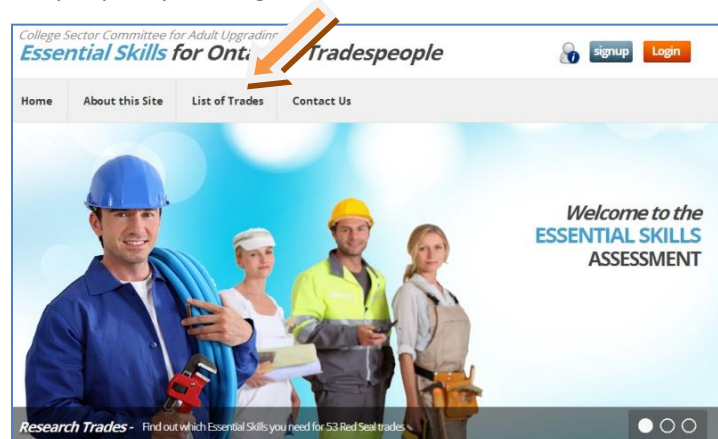 College Sector Committee for Adult Upgrading
Essential Skills for Tradespeople
signup Login
Home About this Site List of Trades Contact Us
Welcome to the
ESSENTIAL SKILLS
ASSESSMENT
Research Trades - Find out which Essential Skills you need for 53 Red Seal trades